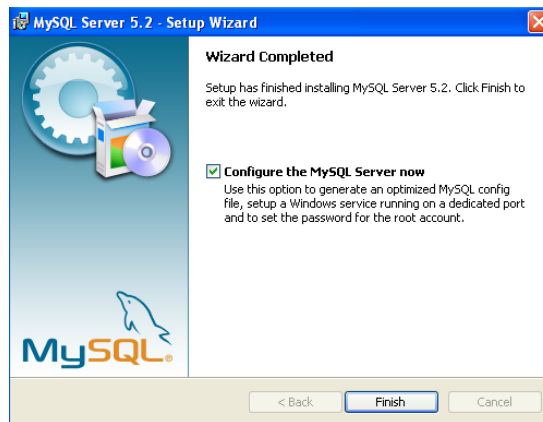 MySQL Server 5.2 - Setup Wizard
Wizard Completed
Setup has finished installing MySQL Server 5.2. Click Finish to
exit the wizard.
Configure the MySQL Server now
Use this option to generate an optimized MySQL config
file, setup a Windows service running on a dedicated port
and to set the password for the root account.
MySQL®
< Back
Finish
Cancel